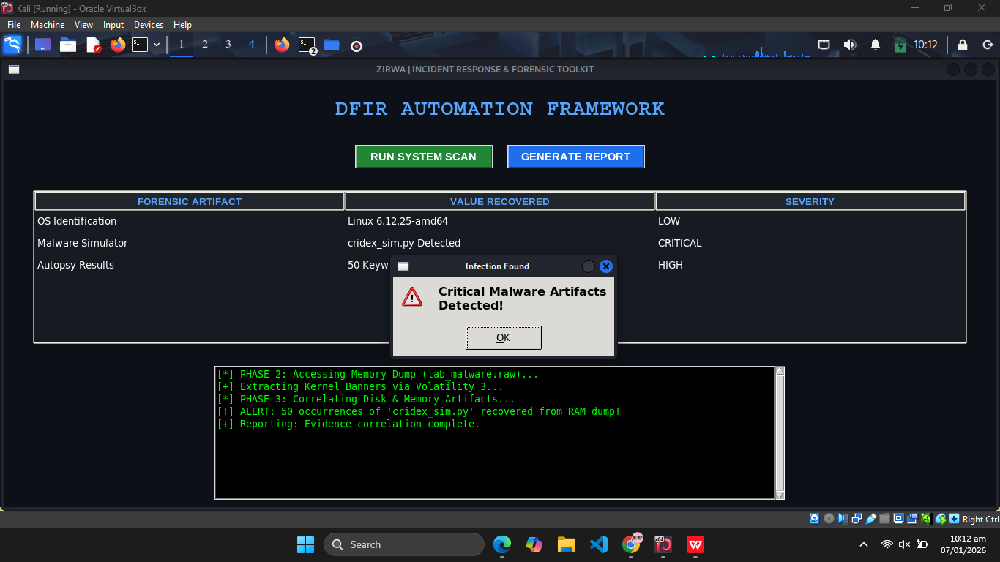 Kali [Running] - Oracle VirtualBox
File Machine View Input Devices Help
1 2 3 4
2
10:12
ZIRWA | INCIDENT RESPONSE & FORENSIC TOOLKIT
DFIR AUTOMATION FRAMEWORK
RUN SYSTEM SCAN GENERATE REPORT
FORENSIC ARTIFACT VALUE RECOVERED SEVERITY
OS Identification Linux 6.12.25-amd64 LOW
Malware Simulator cridex_sim.py Detected CRITICAL
Autopsy Results 50 Keyw HIGH
Infection Found
Critical Malware Artifacts
Detected!
OK
[*] PHASE 2: Accessing Memory Dump (lab_malware.raw)...
[+] Extracting Kernel Banners via Volatility 3...
[*] PHASE 3: Correlating Disk & Memory Artifacts...
[!] ALERT: 50 occurrences of 'cridex_sim.py' recovered from RAM dump!
[+] Reporting: Evidence correlation complete.
Right Ctrl
Search
10:12 am
07/01/2026